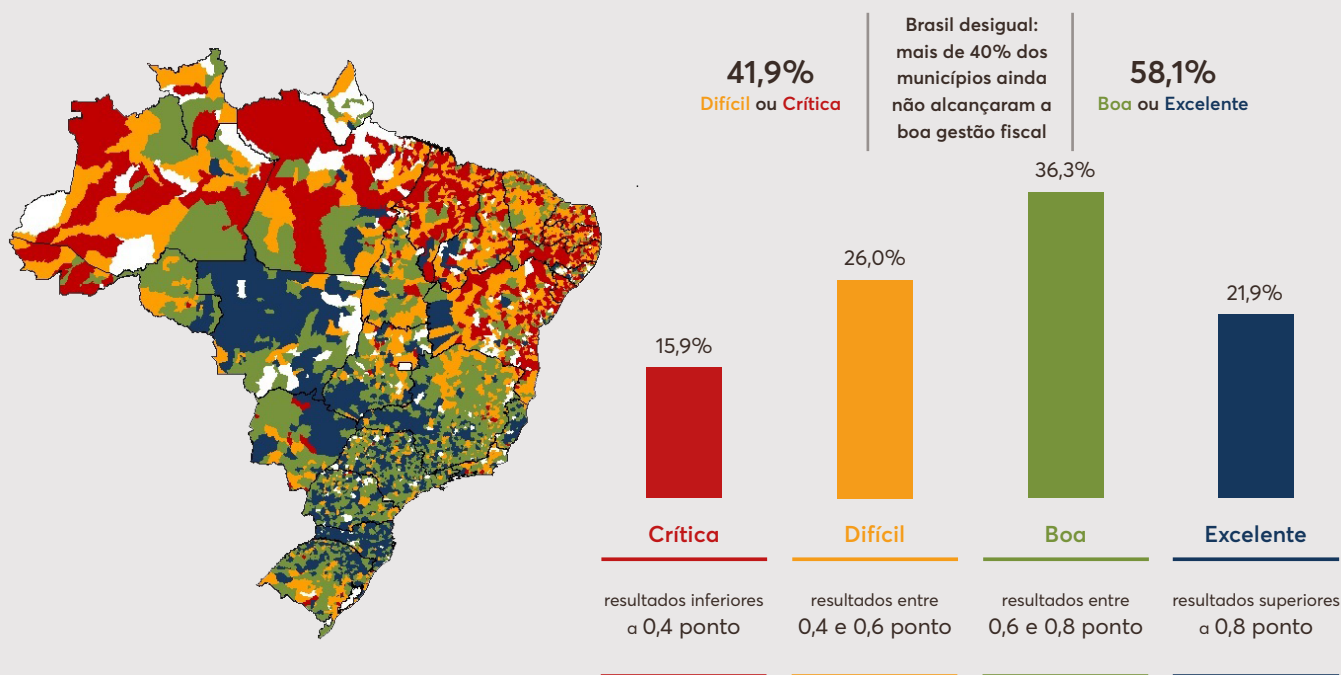 41,9%
Difícil ou Crítica
Brasil desigual:
mais de 40% dos
municípios ainda
não alcançaram a
boa gestão fiscal
58,1%
Boa ou Excelente
15,9%
26,0%
36,3%
21,9%
Crítica
Difícil
Boa
Excelente
resultados inferiores
a 0,4 ponto
resultados entre
0,4 e 0,6 ponto
resultados entre
0,6 e 0,8 ponto
resultados superiores
a 0,8 ponto